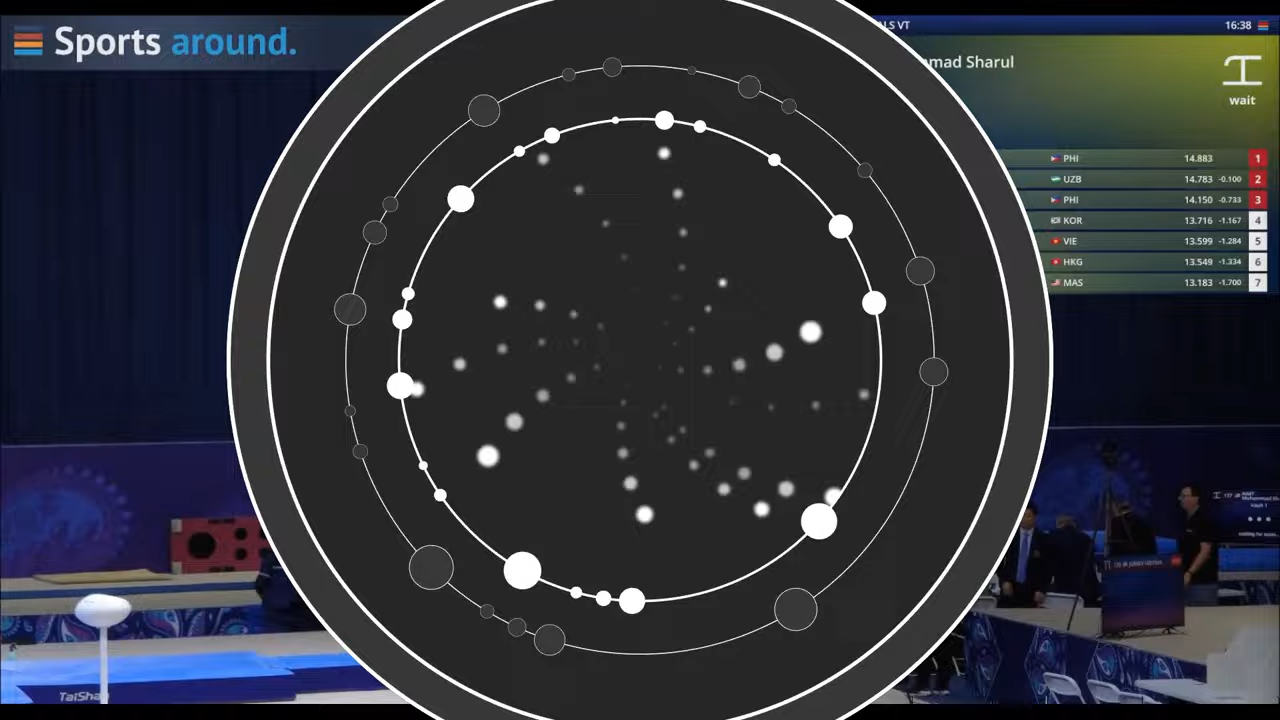 Sports around.
LS VT
16:38
mad Sharul
wait
PHI 14.883 1
UZB 14.783 -0.100 2
PHI 14.150 -0.733 3
KOR 13.716 -1.167 4
VIE 13.599 -1.284 5
HKG 13.549 -1.334 6
MAS 13.183 -1.700 7
TaiSha